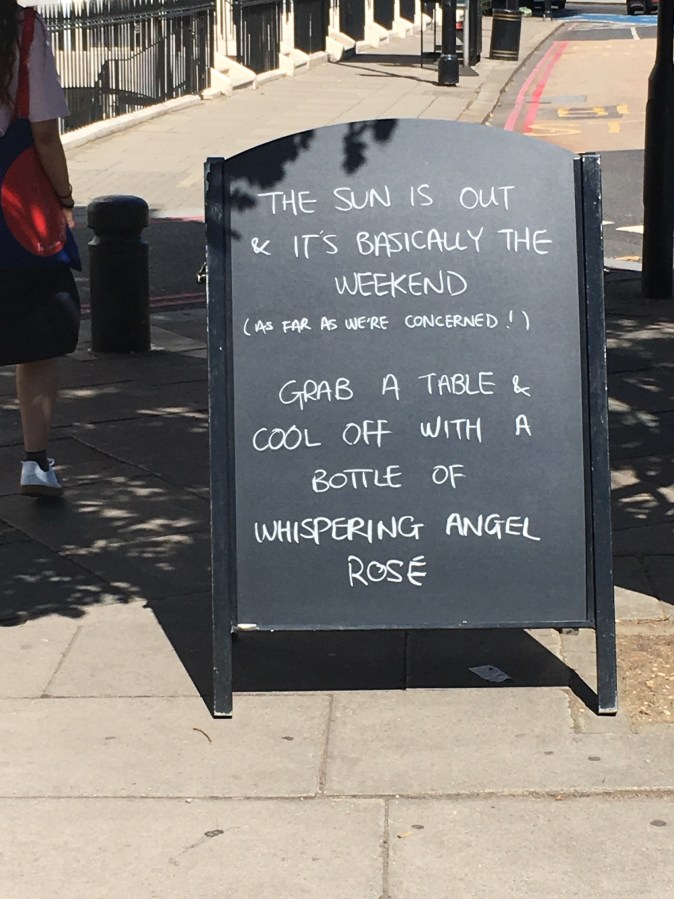 THE SUN IS OUT
& IT'S BASICALLY THE
WEEKEND
(AS FAR AS WE'RE CONCERNED!)
GRAB A TABLE &
COOL OFF WITH A
BOTTLE OF
WHISPERING ANGEL
ROSÉ